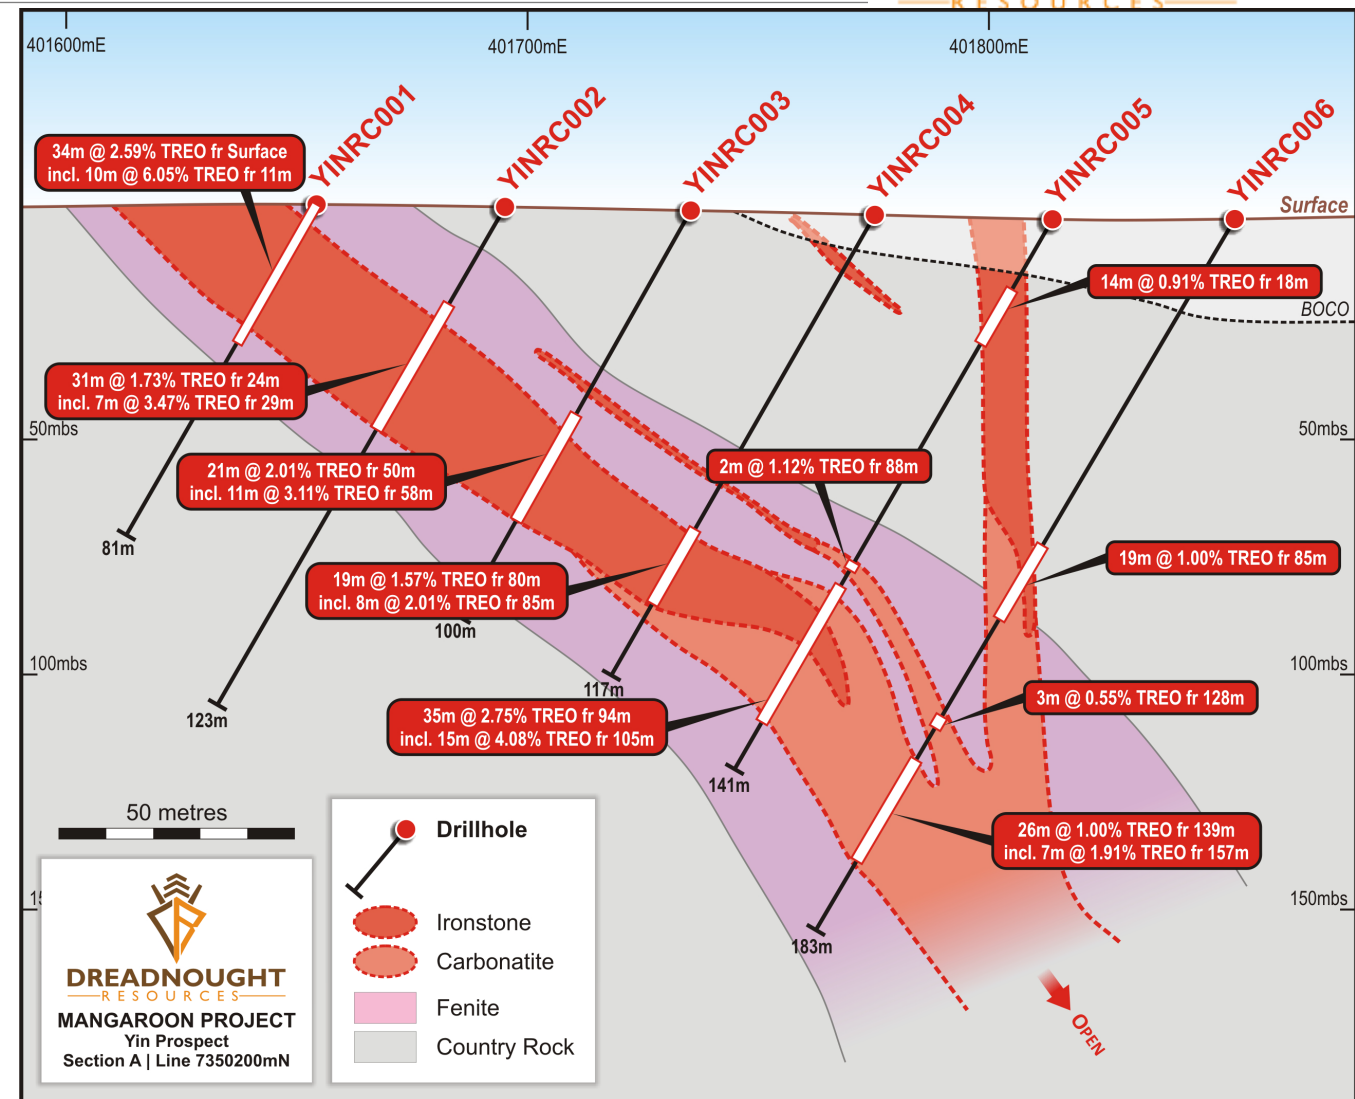 RESOURCES
401600mE
401700mE
401800mE
YINRC001
YINRC002
YINRC003
YINRC004
YINRC005
YINRC006
34m @ 2.59% TREO fr Surface
incl. 10m @ 6.05% TREO fr 11m
Surface
14m @ 0.91% TREO fr 18m
BOCO
31m @ 1.73% TREO fr 24m
incl. 7m @ 3.47% TREO fr 29m
50mbs
50mbs
21m @ 2.01% TREO fr 50m
incl. 11m @ 3.11% TREO fr 58m
2m @ 1.12% TREO fr 88m
81m
19m @ 1.57% TREO fr 80m
incl. 8m @ 2.01% TREO fr 85m
19m @ 1.00% TREO fr 85m
100m
100mbs
100mbs
117m
123m
35m @ 2.75% TREO fr 94m
incl. 15m @ 4.08% TREO fr 105m
3m @ 0.55% TREO fr 128m
141m
26m @ 1.00% TREO fr 139m
incl. 7m @ 1.91% TREO fr 157m
150mbs
183m
OPEN
50 metres
DREADNOUGHT
RESOURCES
MANGAROON PROJECT
Yin Prospect
Section A | Line 7350200mN
Drillhole
Ironstone
Carbonatite
Fenite
Country Rock